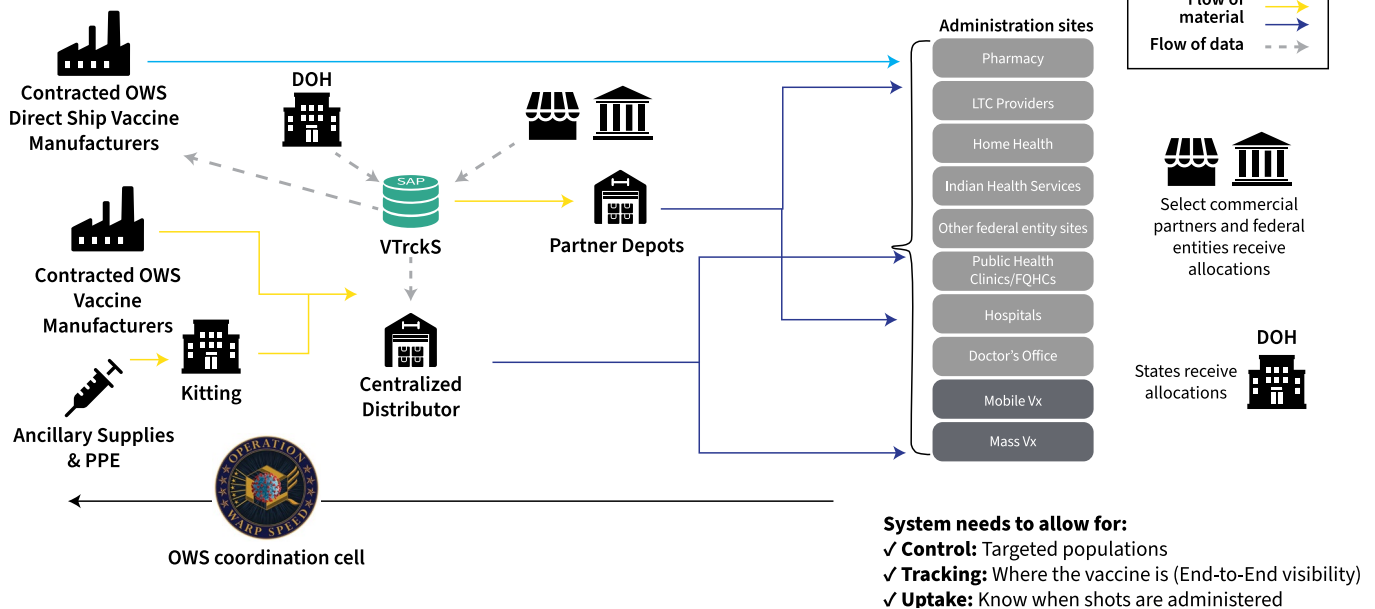 Flow of
material
Flow of data
Administration sites
Pharmacy
LTC Providers
Home Health
Indian Health Services
Other federal entity sites
Public Health
Clinics/FQHCs
Hospitals
Doctor's Office
Mobile Vx
Mass Vx
Contracted OWS
Direct Ship Vaccine
Manufacturers
DOH
SAP
VTrckS
Partner Depots
Contracted OWS
Vaccine
Manufacturers
Kitting
Ancillary Supplies
& PPE
Centralized
Distributor
OPERATION
WARP SPEED
OWS coordination cell
Select commercial
partners and federal
entities receive
allocations
DOH
States receive
allocations
System needs to allow for:
✓ Control: Targeted populations
✓ Tracking: Where the vaccine is (End-to-End visibility)
✓ Uptake: Know when shots are administered